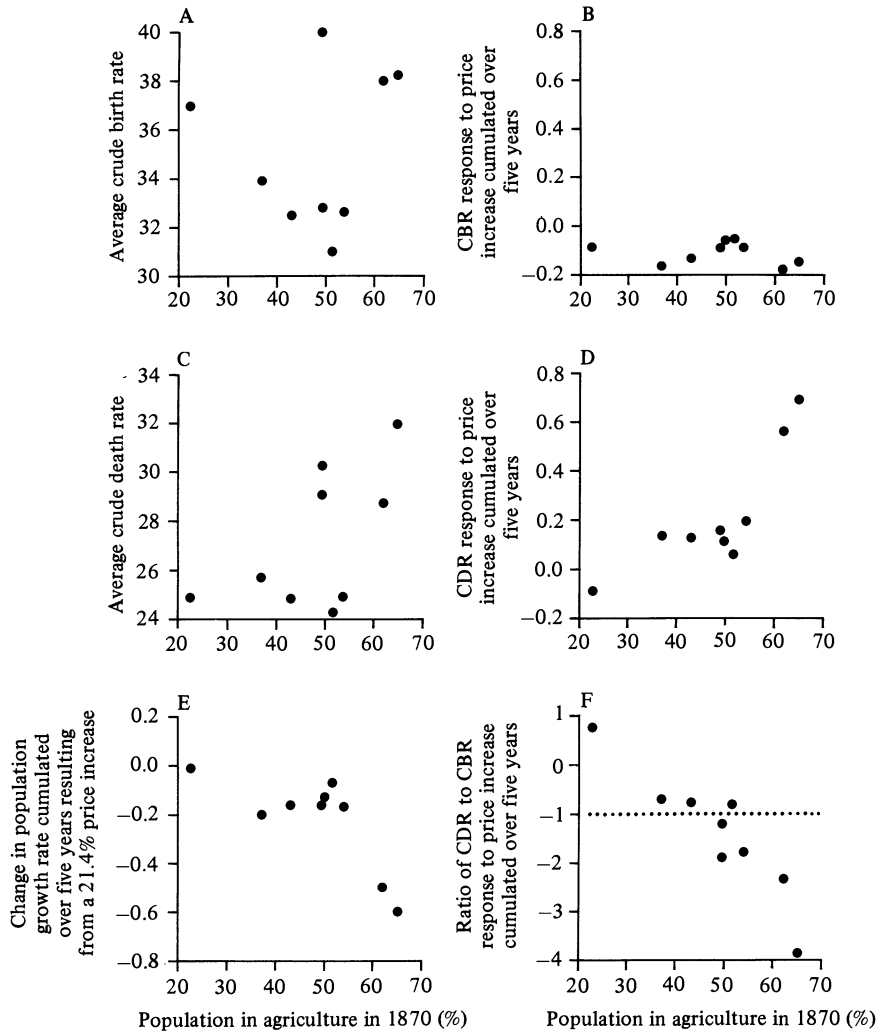 A
Average crude birth rate
40
38
36
34
32
30
20 30 40 50 60 70
B
CBR response to price
increase cumulated over
five years
0.8
0.6
0.4
0.2
0.0
−0.2
20 30 40 50 60 70
C
Average crude death rate
34
32
30
28
26
24
20 30 40 50 60 70
D
CDR response to price
increase cumulated over
five years
0.8
0.6
0.4
0.2
0.0
−0.2
20 30 40 50 60 70
E
Change in population
growth rate cumulated
over five years resulting
from a 21.4% price increase
0.2
0.0
−0.2
−0.4
−0.6
−0.8
20 30 40 50 60 70
Population in agriculture in 1870 (%)
F
Ratio of CDR to CBR
response to price increase
cumulated over five years
1
0
−1
−2
−3
−4
20 30 40 50 60 70
Population in agriculture in 1870 (%)